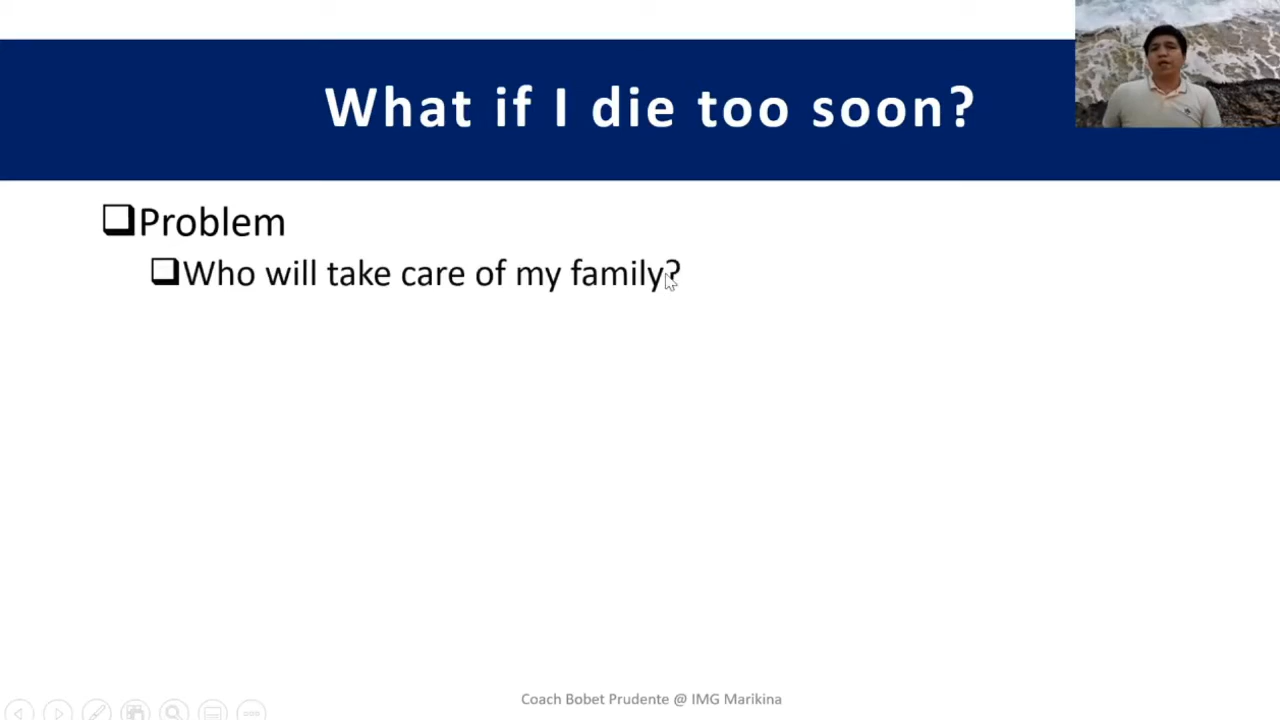 What if I die too soon?
Problem
Who will take care of my family?
Coach Bobet Prudente @ IMG Marikina